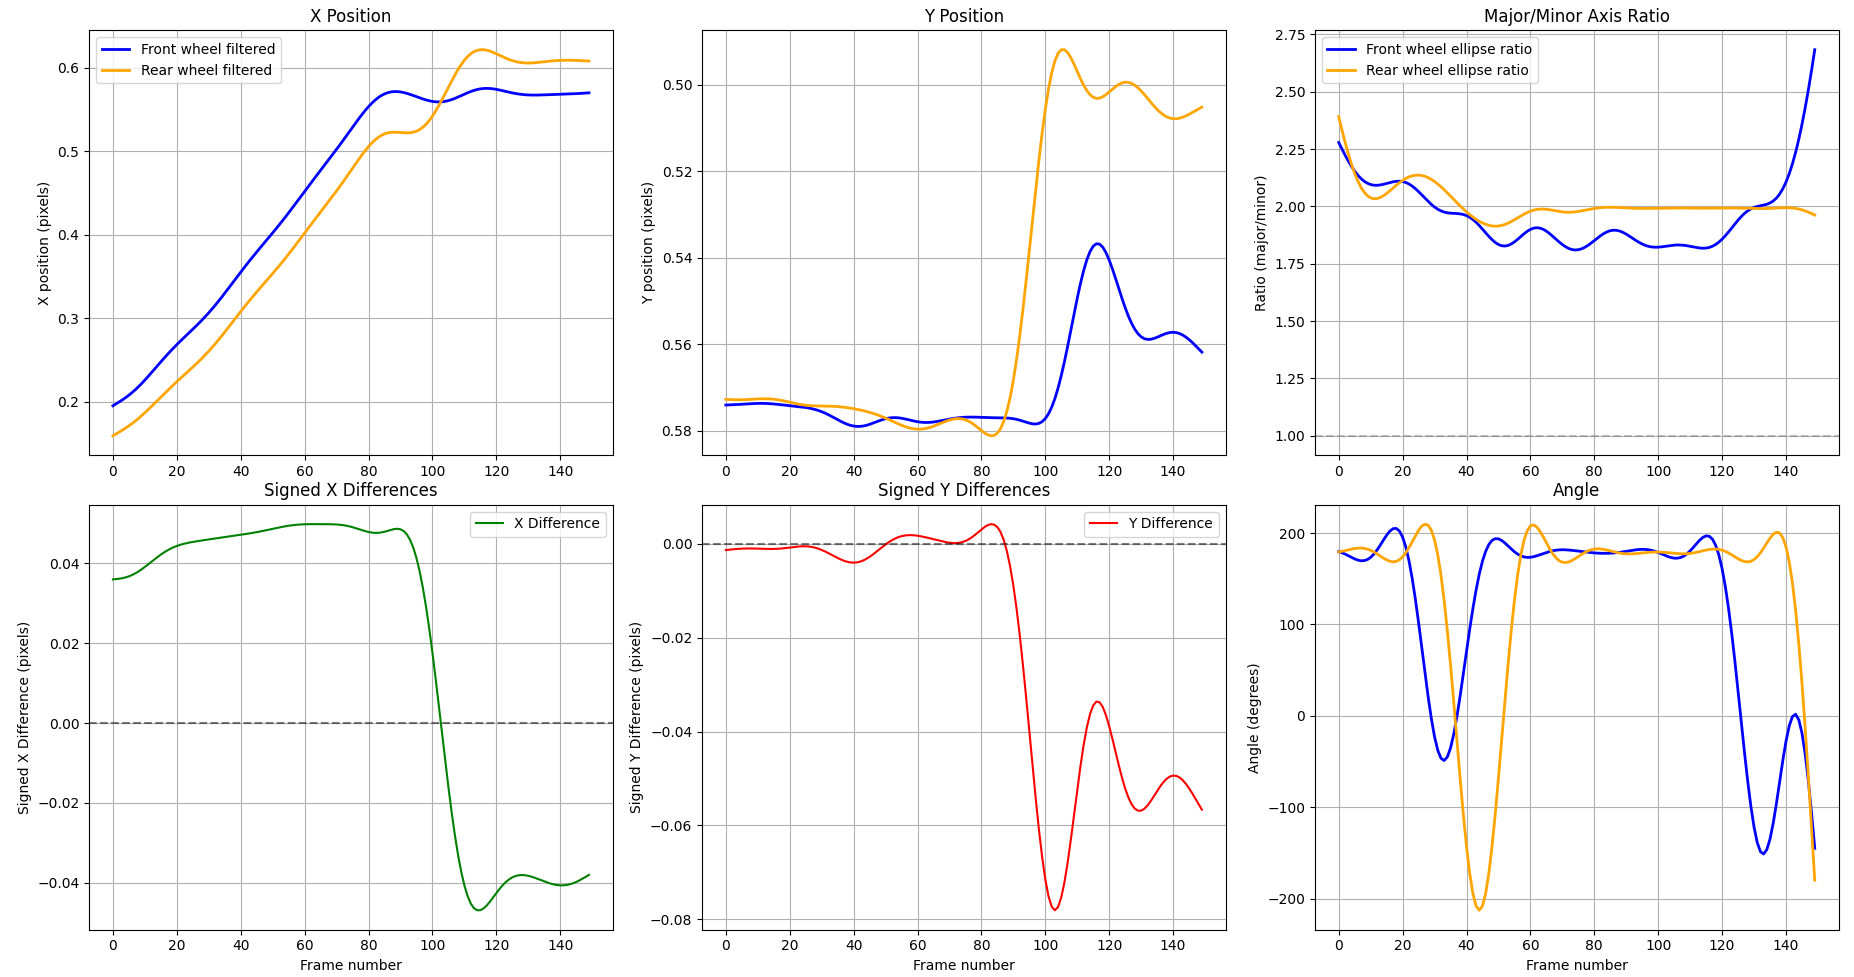 X Position
Front wheel filtered
Rear wheel filtered
X position (pixels)
0.6
0.5
0.4
0.3
0.2
0 20 40 60 80 100 120 140
Y Position
Y position (pixels)
0.50
0.52
0.54
0.56
0.58
0 20 40 60 80 100 120 140
Major/Minor Axis Ratio
Front wheel ellipse ratio
Rear wheel ellipse ratio
Ratio (major/minor)
2.75
2.50
2.25
2.00
1.75
1.50
1.25
1.00
0 20 40 60 80 100 120 140
Signed X Differences
X Difference
Signed X Difference (pixels)
0.04
0.02
0.00
−0.02
−0.04
0 20 40 60 80 100 120 140
Frame number
Signed Y Differences
Y Difference
Signed Y Difference (pixels)
0.00
−0.02
−0.04
−0.06
−0.08
0 20 40 60 80 100 120 140
Frame number
Angle
Angle (degrees)
200
100
0
−100
−200
0 20 40 60 80 100 120 140
Frame number